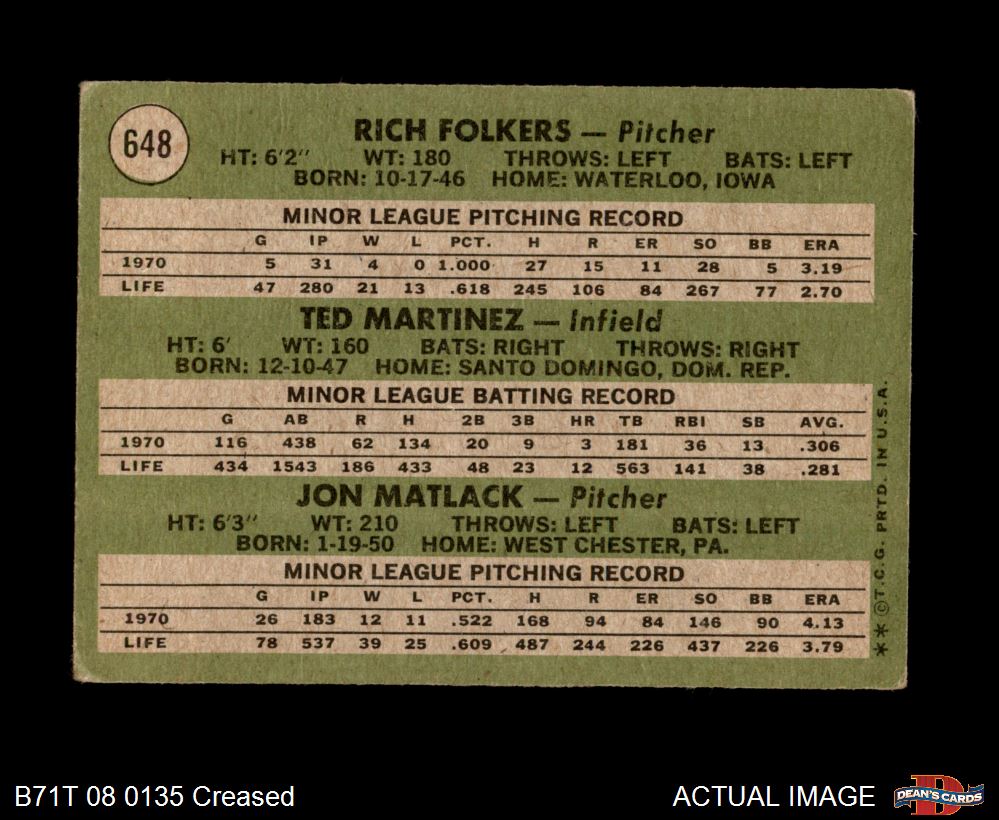 648
RICH FOLKERS — Pitcher
HT: 6'2" WT: 180 THROWS: LEFT BATS: LEFT
BORN: 10-17-46 HOME: WATERLOO, IOWA
MINOR LEAGUE PITCHING RECORD
G IP W L PCT. H R ER SO BB ERA
1970 5 31 4 0 1.000 27 15 11 28 5 3.19
LIFE 47 280 21 13 .618 245 106 84 267 77 2.70
TED MARTINEZ — Infield
HT: 6' WT: 160 BATS: RIGHT THROWS: RIGHT
BORN: 12-10-47 HOME: SANTO DOMINGO, DOM. REP.
MINOR LEAGUE BATTING RECORD
G AB R H 2B 3B HR TB RBI SB AVG.
1970 116 438 62 134 20 9 3 181 36 13 .306
LIFE 434 1543 186 433 48 23 12 563 141 38 .281
JON MATLACK — Pitcher
HT: 6'3" WT: 210 THROWS: LEFT BATS: LEFT
BORN: 1-19-50 HOME: WEST CHESTER, PA.
MINOR LEAGUE PITCHING RECORD
G IP W L PCT. H R ER SO BB ERA
1970 26 183 12 11 .522 168 94 84 146 90 4.13
LIFE 78 537 39 25 .609 487 244 226 437 226 3.79
** ©T.C.G. PRTD. IN U.S.A.
B71T 08 0135 Creased
ACTUAL IMAGE
DEAN'S CARDS